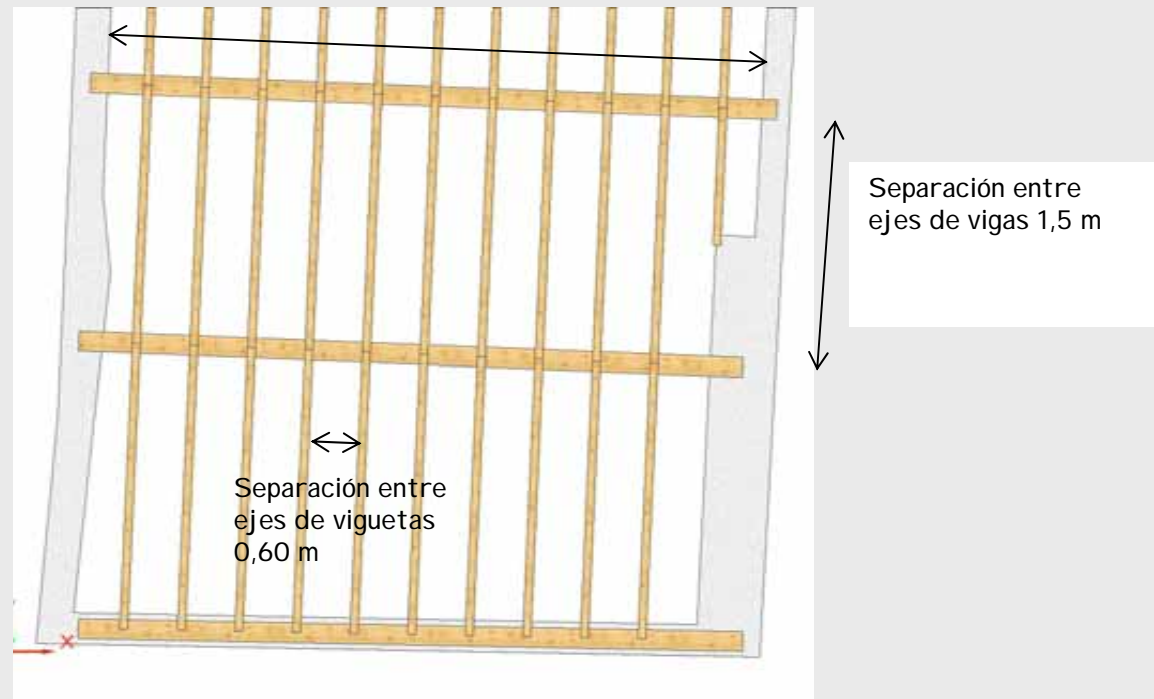 Separación entre
ejes de vigas 1,5 m
Separación entre
ejes de viguetas
0,60 m